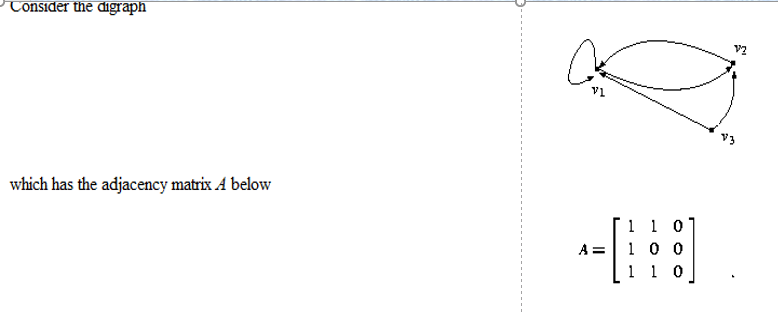 Consider the digraph
v2
v1
v3
which has the adjacency matrix A below
A = [ 1 1 0
1 0 0
1 1 0 ] .